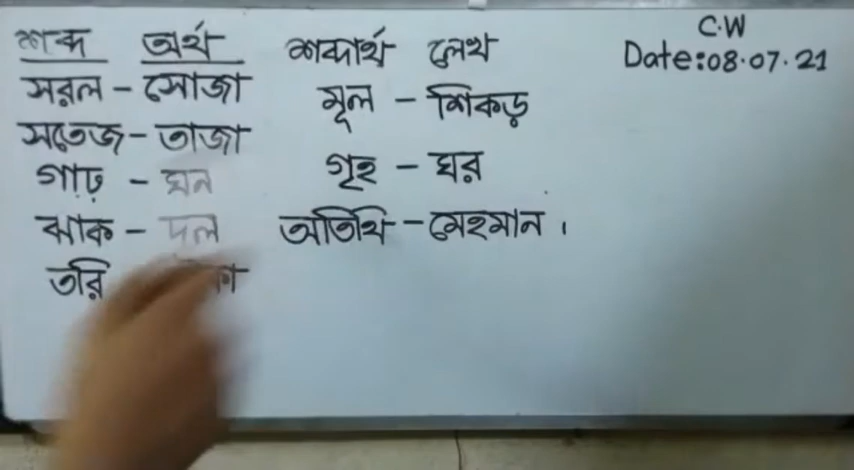 শব্দ অর্থ
সরল - সোজা
সতেজ - তাজা
গাঢ় - ঘন
ঝাক - দল
তরি
শব্দার্থ লেখ
মূল - শিকড়
গৃহ - ঘর
অতিথি - মেহমান ।
C.W
Date:08.07.21